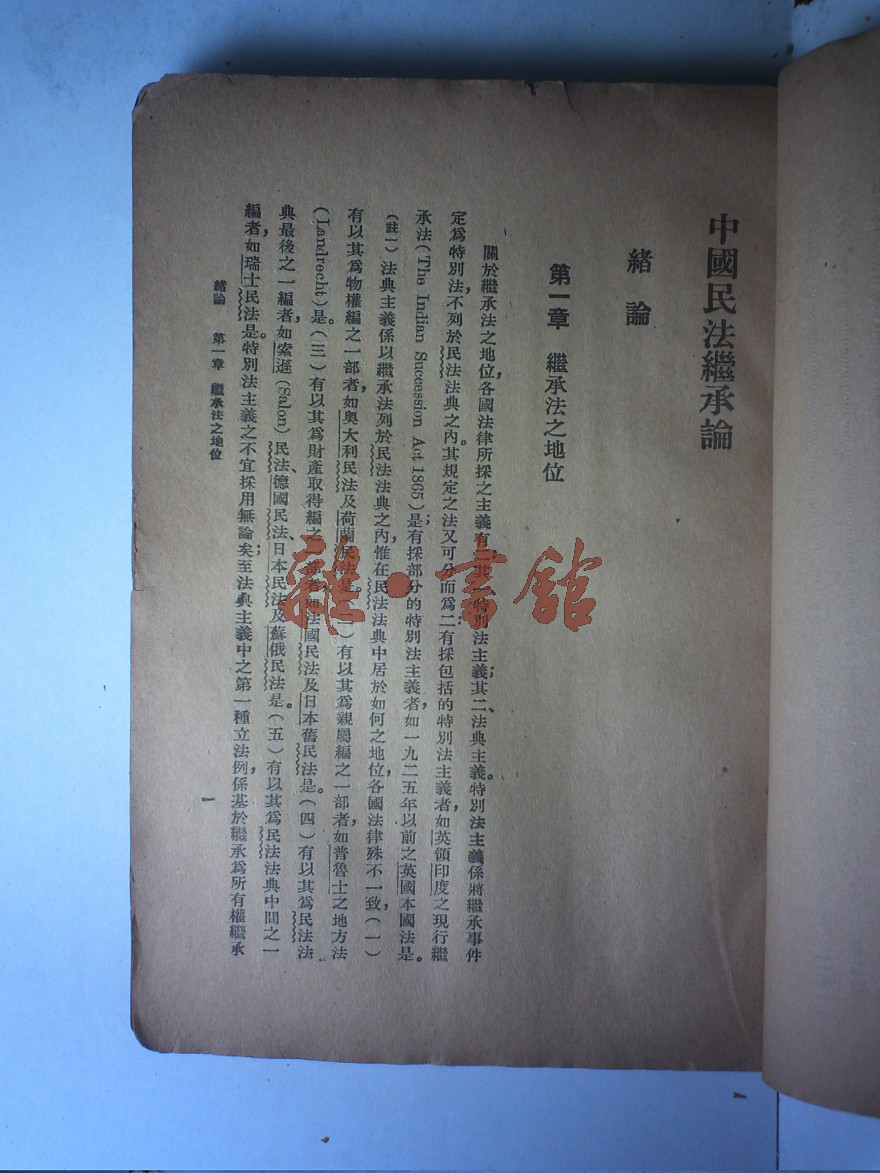 中國民法繼承論
緒論
第一章 繼承法之地位
關於繼承法之地位,各國法律所採之主義有二:其一、特別法主義;其二、法典主義。特別法主義係將繼承事件
定爲特別法,不列於民法法典之內。其規定之法又可分而爲二:有採包括的特別法主義者,如英領印度之現行繼
承法(The Indian Succession Act 1865)是;有採部分的特別法主義者,如一九二五年以前之英國本國法是。
(註一)法典主義係以繼承法列於民法法典之內,惟在民法法典中居於如何之地位,各國法律殊不一致,(一)
有以其爲物權編之一部者,如奧大利民法及荷蘭民法是。(二)有以其爲親屬編之一部者,如普魯士之地方法
(Landrecht)是。(三)有以其爲財產取得編之一部者,如法國民法及日本舊民法是。(四)有以其爲民法法
典最後之一編者,如索遜(Salon)民法、德國民法、日本民法及蘇俄民法是。(五)有以其爲民法法典中間之一
編者,如瑞士民法是。特別法主義之不宜採用無論矣;至法典主義中之第一種立法例,係基於繼承爲所有權繼承
緒論 第一章 繼承法之地位
一
龍·書館